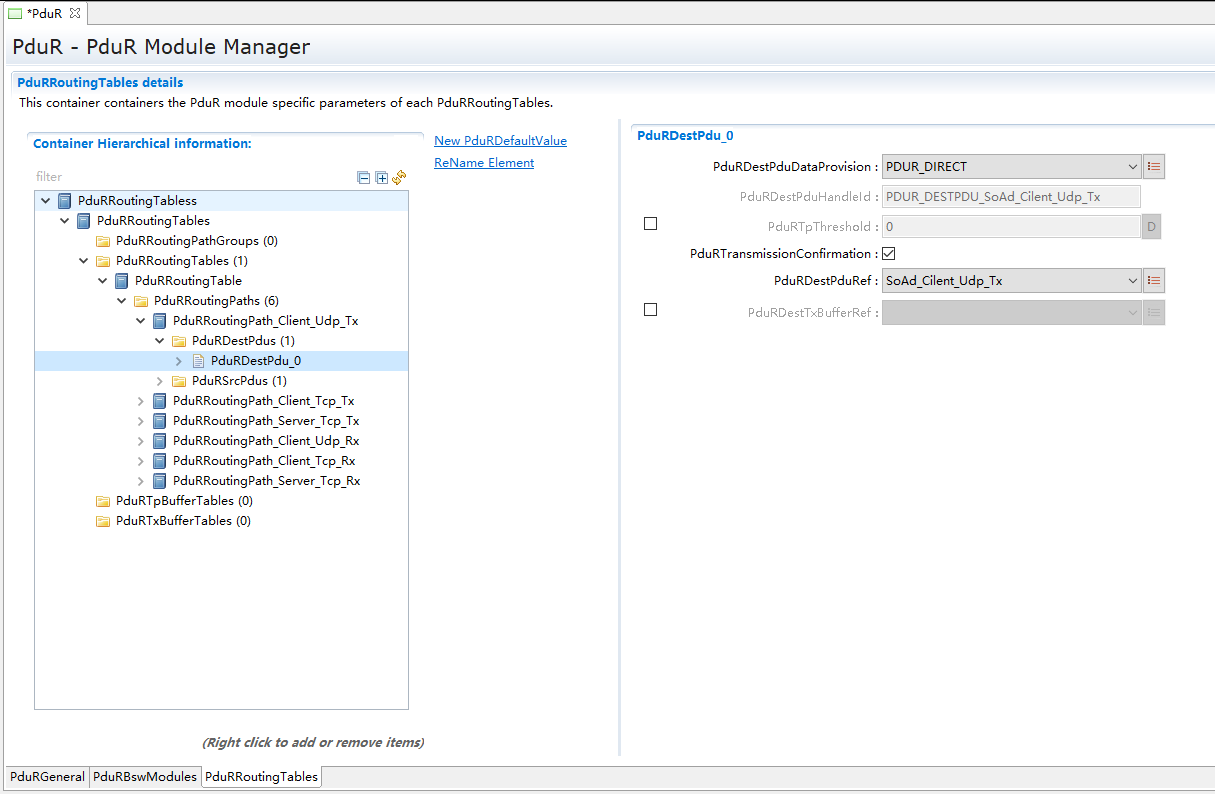 *PduR
PduR - PduR Module Manager
PduRRoutingTables details
This container containers the PduR module specific parameters of each PduRRoutingTables.
Container Hierarchical information:
filter
PduRRoutingTabless
PduRRoutingTables
PduRRoutingPathGroups (0)
PduRRoutingTables (1)
PduRRoutingTable
PduRRoutingPaths (6)
PduRRoutingPath_Client_Udp_Tx
PduRDestPdus (1)
PduRDestPdu_0
PduRSrcPdus (1)
PduRRoutingPath_Client_Tcp_Tx
PduRRoutingPath_Server_Tcp_Tx
PduRRoutingPath_Client_Udp_Rx
PduRRoutingPath_Client_Tcp_Rx
PduRRoutingPath_Server_Tcp_Rx
PduRTpBufferTables (0)
PduRTxBufferTables (0)
(Right click to add or remove items)
New PduRDefaultValue
ReName Element
PduRDestPdu_0
PduRDestPduDataProvision : PDUR_DIRECT
PduRDestPduHandleId : PDUR_DESTPDU_SoAd_Cilent_Udp_Tx
PduRTpThreshold : 0 D
PduRTransmissionConfirmation :
PduRDestPduRef : SoAd_Cilent_Udp_Tx
PduRDestTxBufferRef :
PduRGeneral PduRBswModules PduRRoutingTables